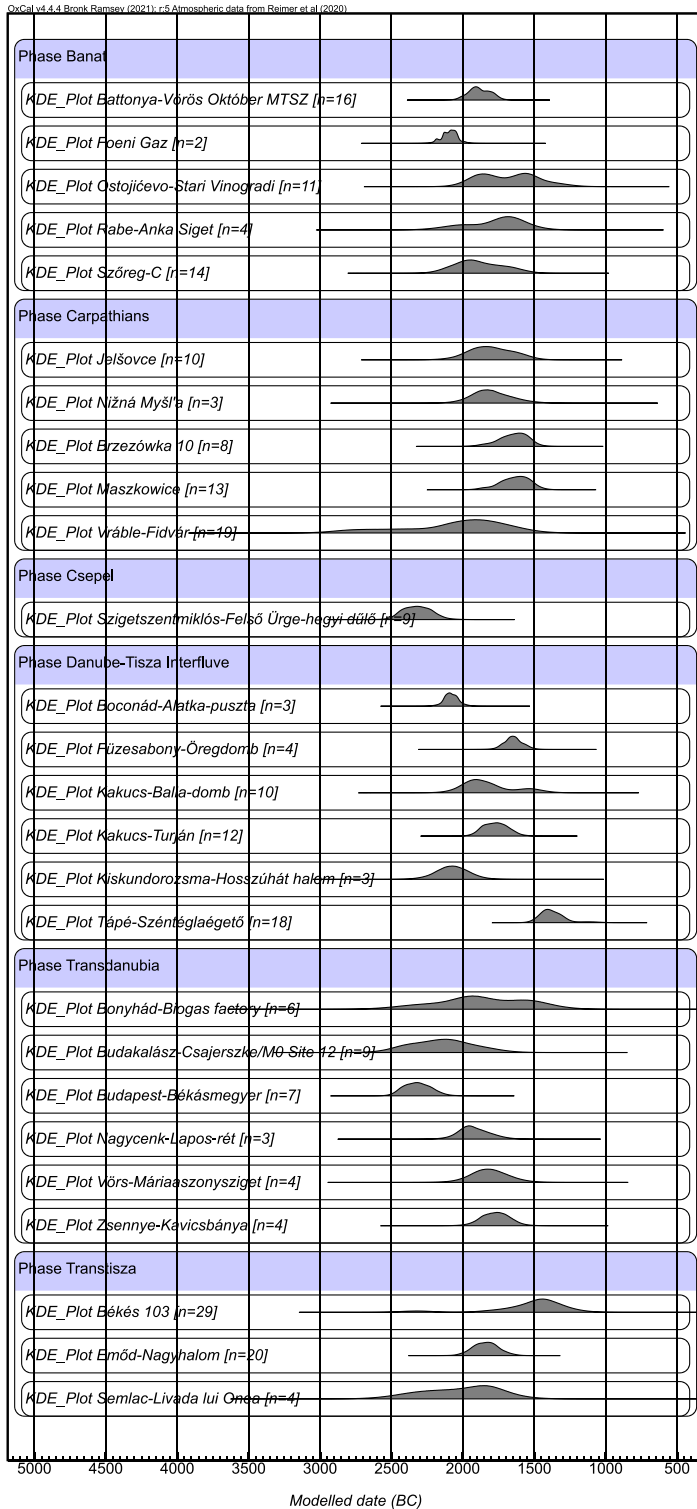 OxCal v4.4.4 Bronk Ramsey (2021); r:5 Atmospheric data from Reimer et al (2020)
Phase Banat
KDE_Plot Battonya-Vörös Október MTSZ [n=16]
KDE_Plot Foeni Gaz [n=2]
KDE_Plot Ostojićevo-Stari Vinogradi [n=11]
KDE_Plot Rabe-Anka Siget [n=4]
KDE_Plot Szőreg-C [n=14]
Phase Carpathians
KDE_Plot Jelšovce [n=10]
KDE_Plot Nižná Myšľa [n=3]
KDE_Plot Brzezówka 10 [n=8]
KDE_Plot Maszkowice [n=13]
KDE_Plot Vráble-Fidvár [n=19]
Phase Csepel
KDE_Plot Szigetszentmiklós-Felső Ürge-hegyi dűlő [n=9]
Phase Danube-Tisza Interfluve
KDE_Plot Boconád-Alatka-puszta [n=3]
KDE_Plot Füzesabony-Öregdomb [n=4]
KDE_Plot Kakucs-Balla-domb [n=10]
KDE_Plot Kakucs-Turján [n=12]
KDE_Plot Kiskundorozsma-Hosszúhát halom [n=3]
KDE_Plot Tápé-Széntéglaégető [n=18]
Phase Transdanubia
KDE_Plot Bonyhád-Biogas factory [n=6]
KDE_Plot Budakalász-Csajerszke/M0 Site 12 [n=9]
KDE_Plot Budapest-Békásmegyer [n=7]
KDE_Plot Nagycenk-Lapos-rét [n=3]
KDE_Plot Vörs-Máriaaszonysziget [n=4]
KDE_Plot Zsennye-Kavicsbánya [n=4]
Phase Transtisza
KDE_Plot Békés 103 [n=29]
KDE_Plot Emőd-Nagyhalom [n=20]
KDE_Plot Semlac-Livada lui Onea [n=4]
5000 4500 4000 3500 3000 2500 2000 1500 1000 500
Modelled date (BC)